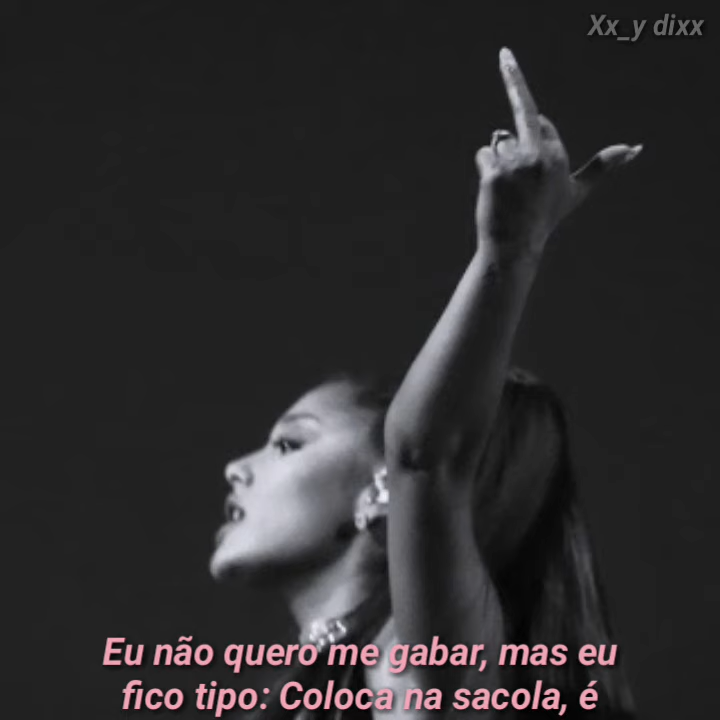 Xx_y dixx
Eu não quero me gabar, mas eu
fico tipo: Coloca na sacola, é